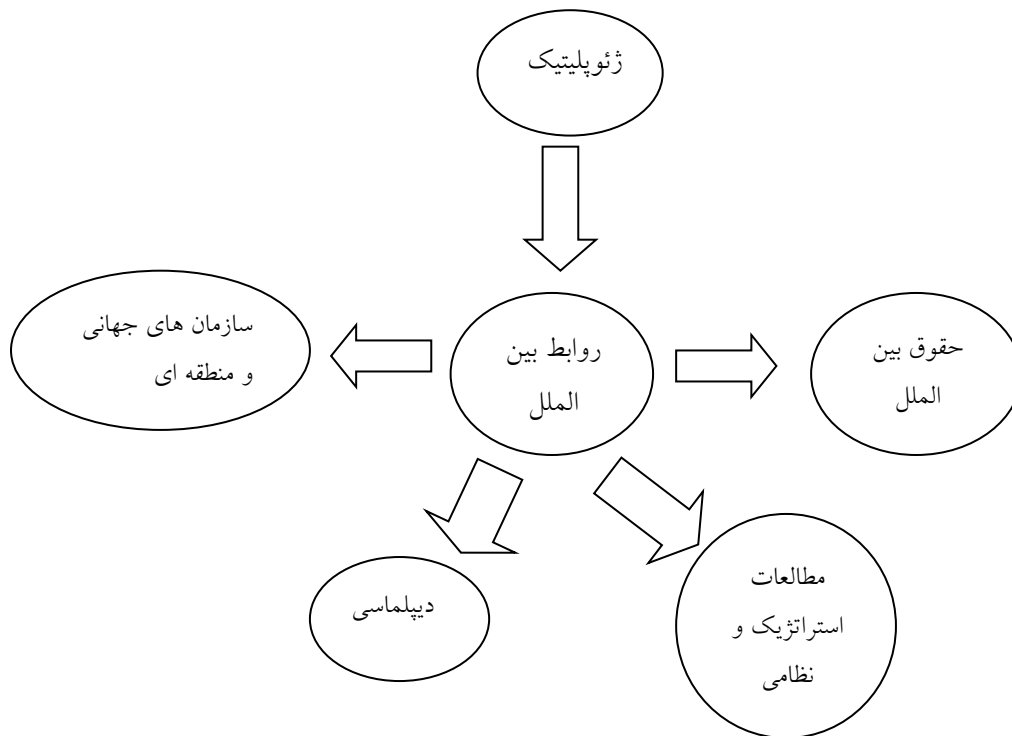 ژئوپلیتیک
روابط بین
الملل
حقوق بین
الملل
سازمان های جهانی
و منطقه ای
مطالعات
استراتژیک و
نظامی
دیپلماسی